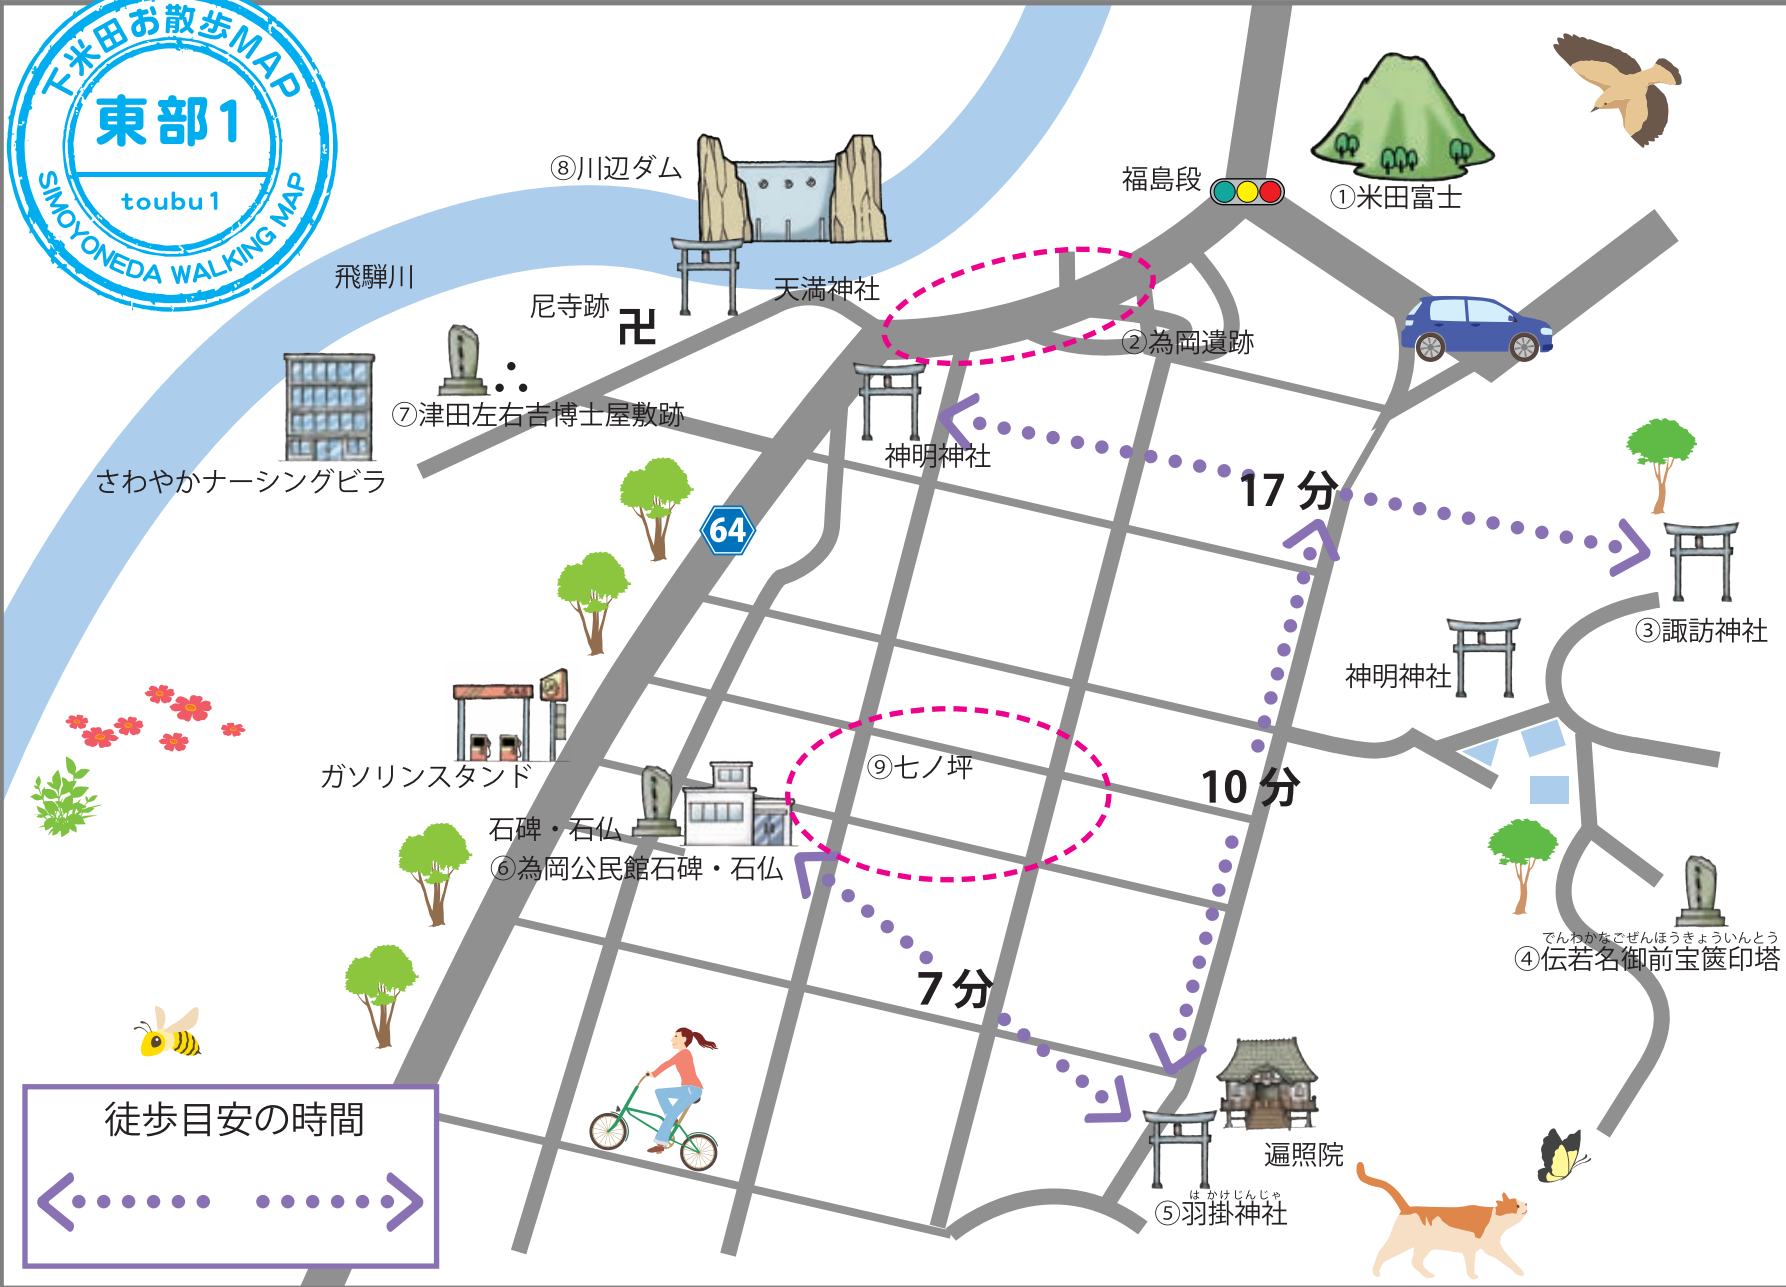 下米田お散歩MAP
東部1
toubu1
SIMOYONEDA WALKING MAP
⑧川辺ダム
福島段
①米田富士
飛騨川
尼寺跡
卍
天満神社
②為岡遺跡
⑦津田左右吉博士屋敷跡
さわやかナーシングビラ
神明神社
17分
64
③諏訪神社
神明神社
GAS
ガソリンスタンド
⑨七ノ坪
10分
石碑・石仏
⑥為岡公民館石碑・石仏
でんわかなごぜんほうきょういんとう
④伝若名御前宝篋印塔
7分
遍照院
はかけじんじゃ
⑤羽掛神社
徒歩目安の時間